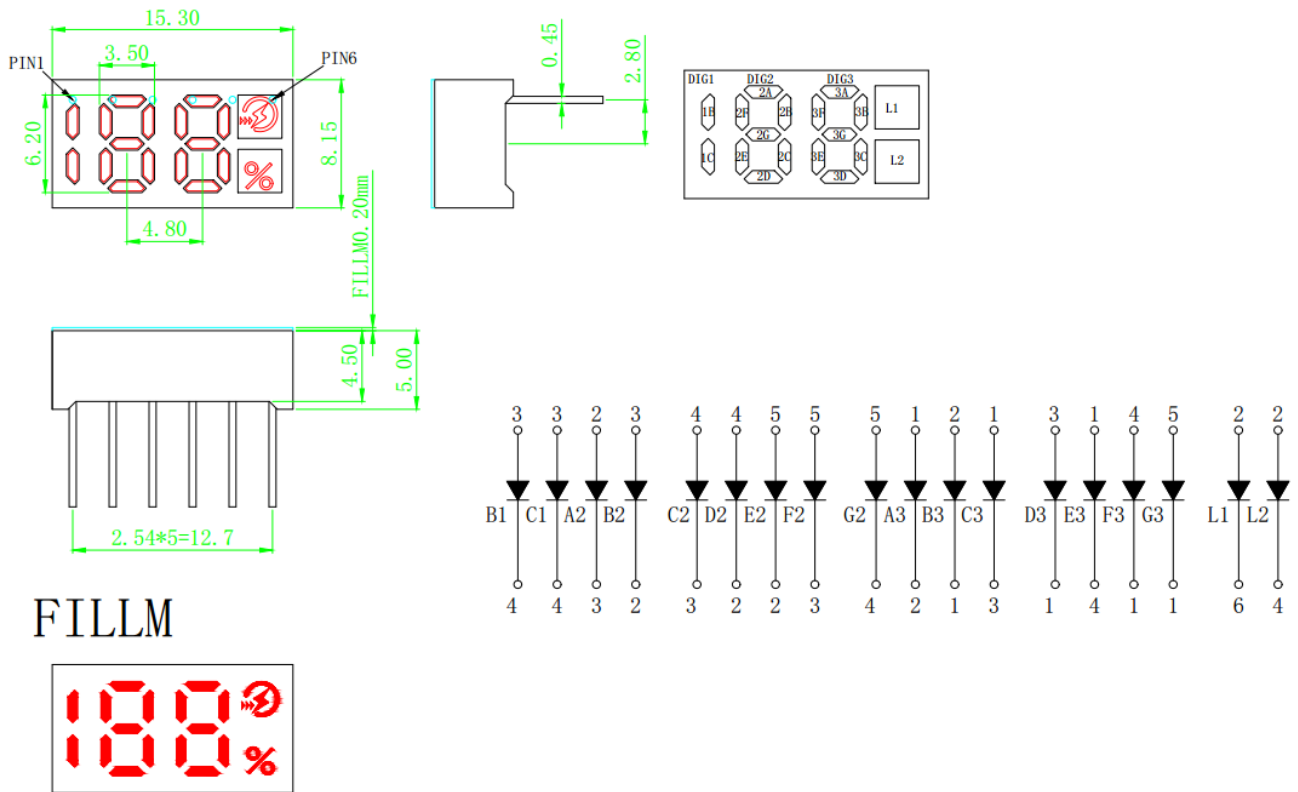 15.30
3.50
PIN1
PIN6
6.20
8.15
4.80
FILLM0.20mm
0.45
2.80
DIG1 DIG2 DIG3
2A 3A
1B 2F 2B 3F 3B L1
2G 3G
1C 2E 2C 3E 3C L2
2D 3D
%
4.50
5.00
2.54*5=12.7
3 3 2 3 4 4 5 5 5 1 2 1 3 1 4 5 2 2
B1 C1 A2 B2 C2 D2 E2 F2 G2 A3 B3 C3 D3 E3 F3 G3 L1 L2
4 4 3 2 3 2 2 3 4 2 1 3 1 4 1 1 6 4
FILLM
188
%